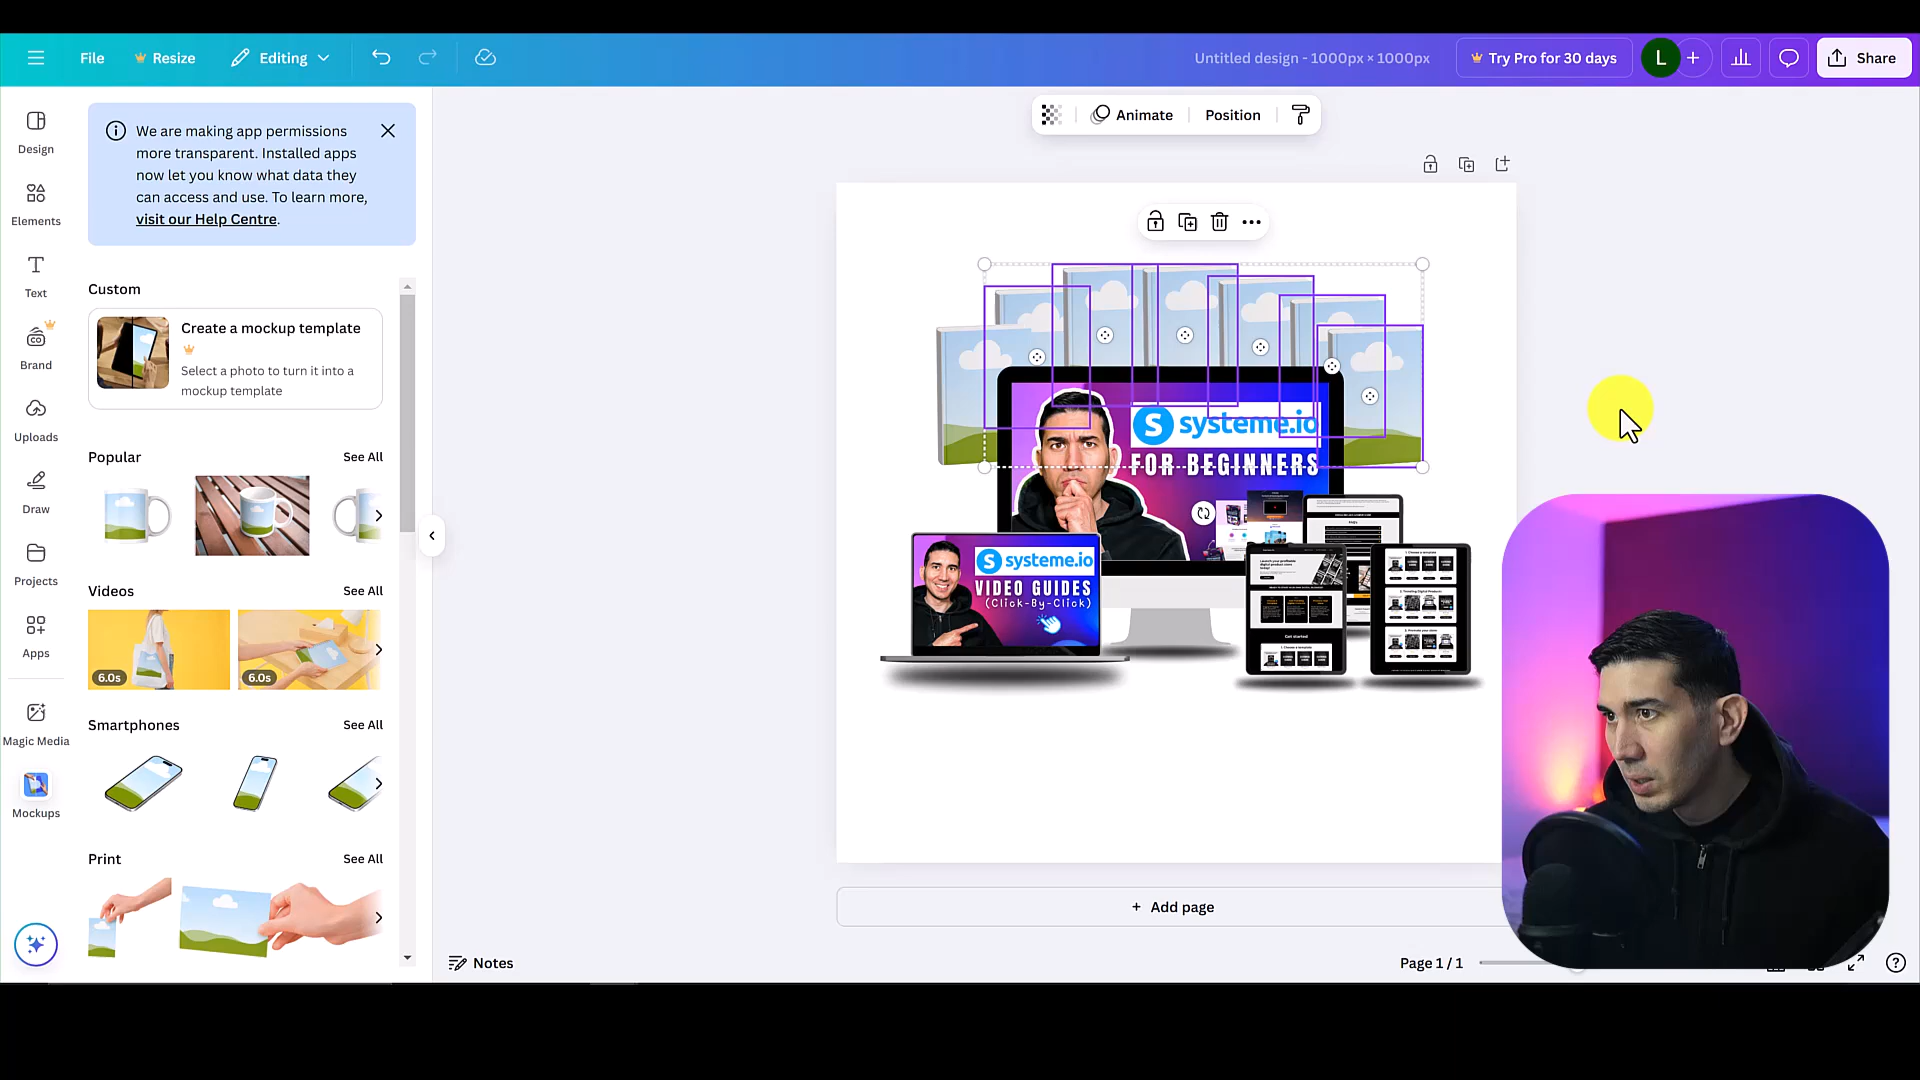 File
Resize
Editing
Untitled design - 1000px × 1000px
Try Pro for 30 days
L
Share
Animate
Position
Design
Elements
Text
Brand
Uploads
Draw
Projects
Apps
Magic Media
Mockups
We are making app permissions
more transparent. Installed apps
now let you know what data they
can access and use. To learn more,
visit our Help Centre.
Custom
Create a mockup template
Select a photo to turn it into a
mockup template
Popular
See All
Videos
See All
6.0s
6.0s
Smartphones
See All
Print
See All
S systeme.io
FOR BEGINNERS
S systeme.io
VIDEO GUIDES
(Click-By-Click)
Get started
+ Add page
Notes
Page 1 / 1